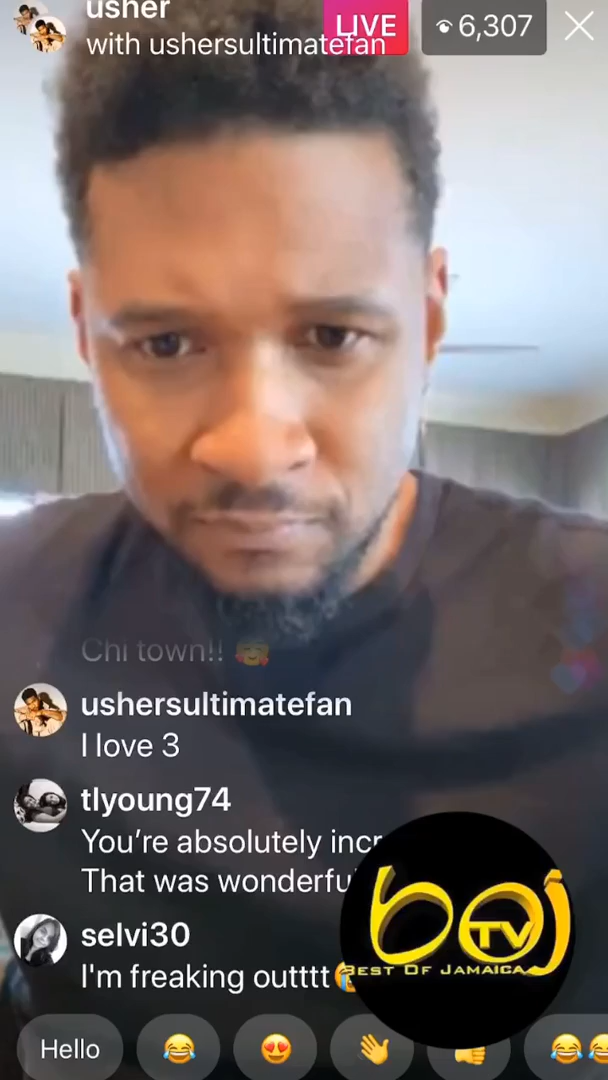 usher
LIVE
6,307
with ushersultimatefan
Chi town!! 🥰
ushersultimatefan
I love 3
tlyoung74
You're absolutely incr
That was wonderfu
selvi30
I'm freaking outttt
boj
TV
BEST OF JAMAICA
Hello